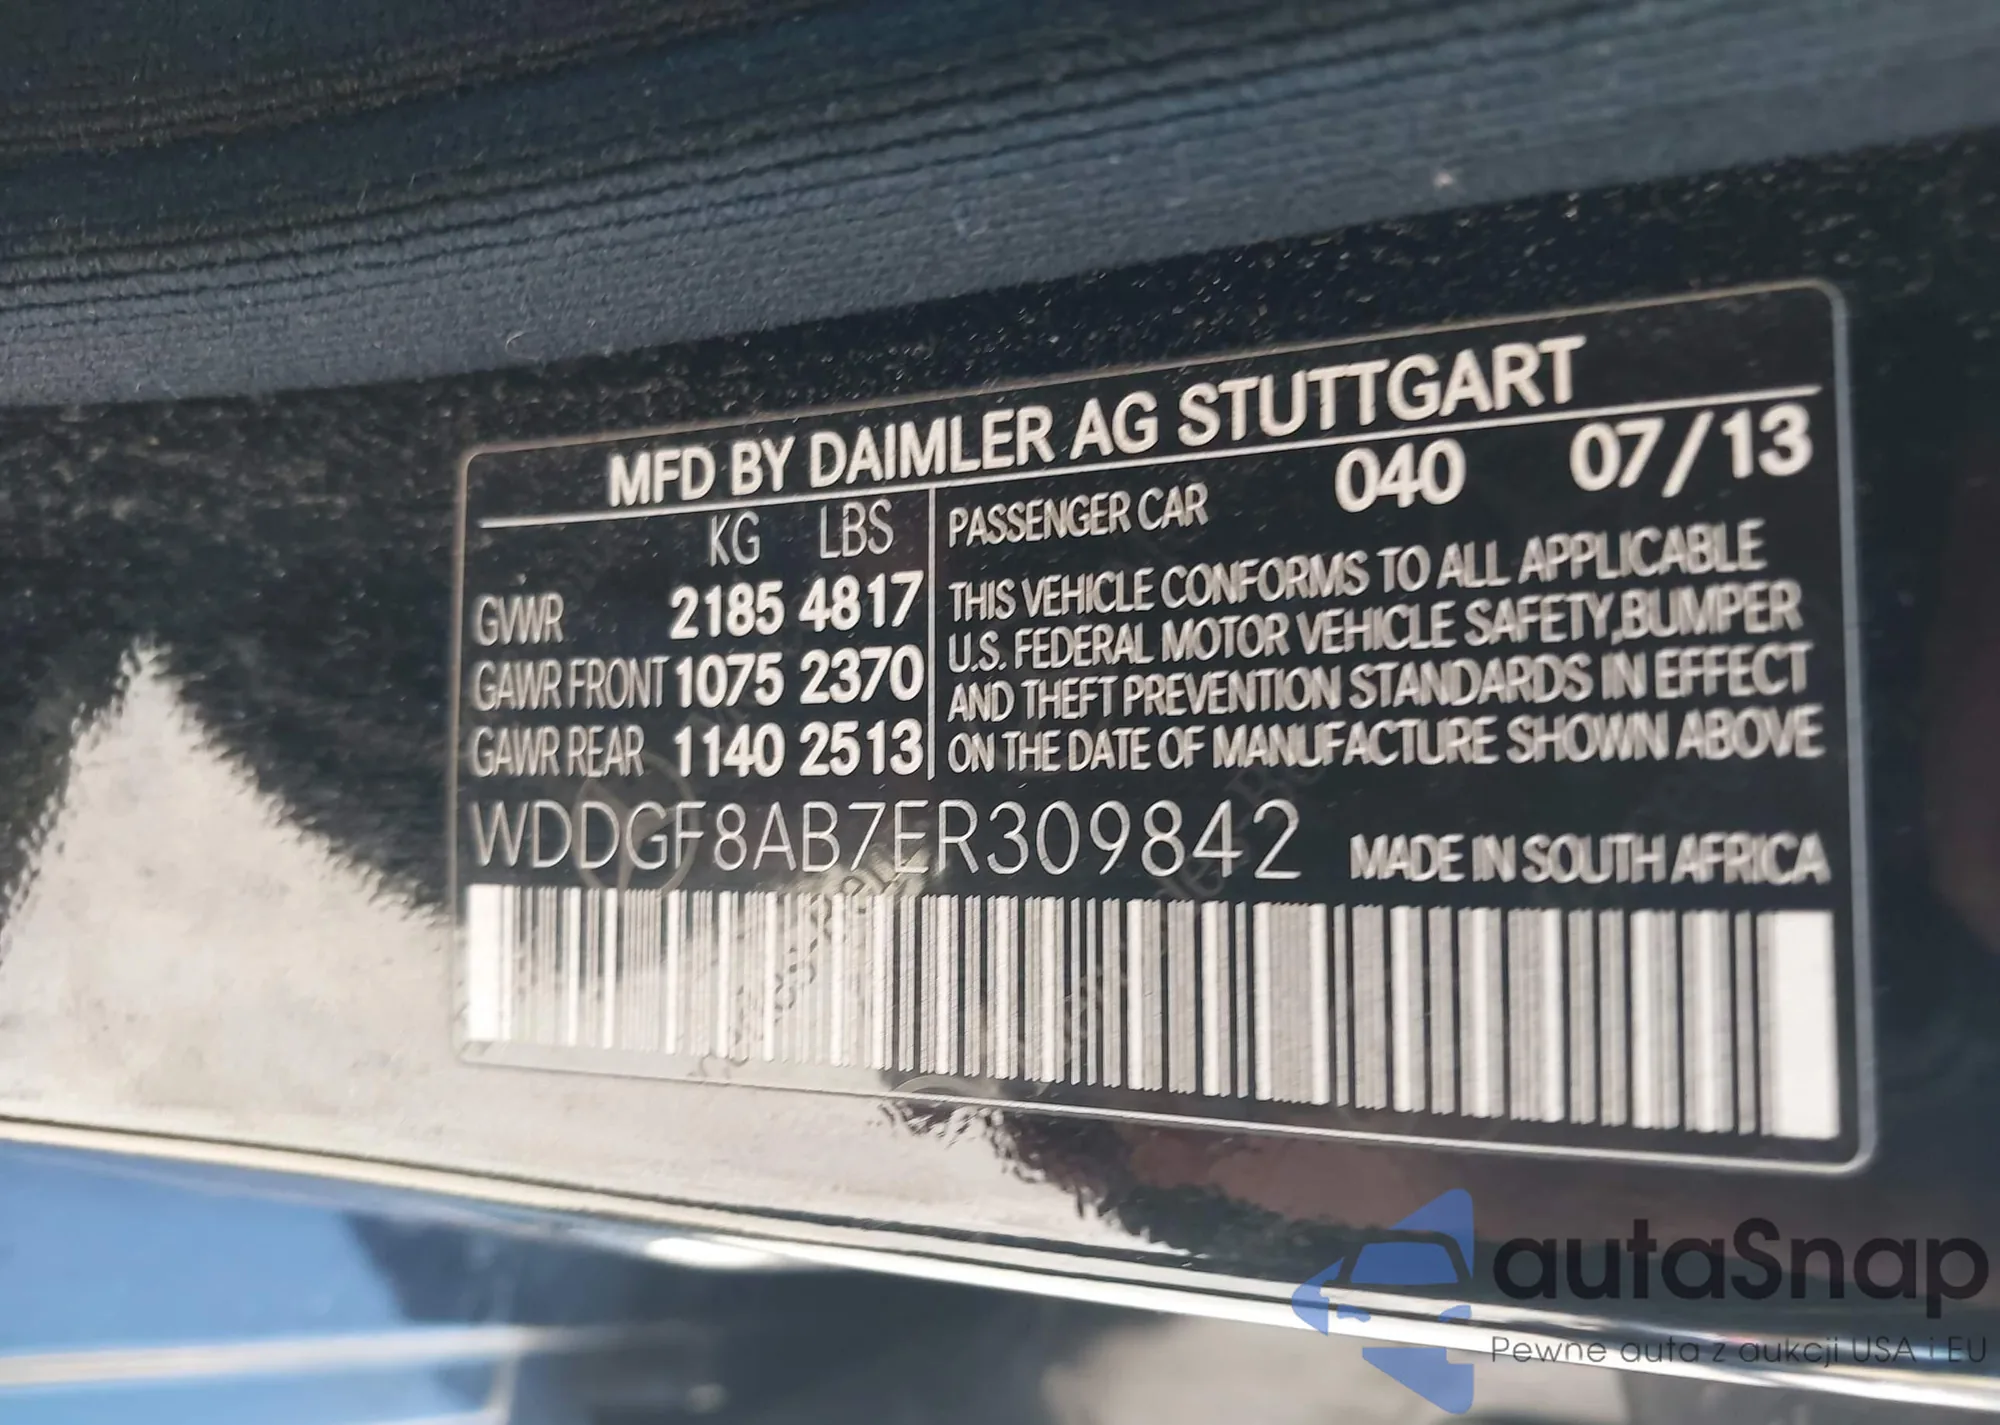 MFD BY DAIMLER AG STUTTGART
KG LBS
GVWR 2185 4817
GAWR FRONT 1075 2370
GAWR REAR 1140 2513
PASSENGER CAR 040 07/13
THIS VEHICLE CONFORMS TO ALL APPLICABLE
U.S. FEDERAL MOTOR VEHICLE SAFETY,BUMPER
AND THEFT PREVENTION STANDARDS IN EFFECT
ON THE DATE OF MANUFACTURE SHOWN ABOVE
WDDGF8AB7ER309842 MADE IN SOUTH AFRICA
autaSnap
Pewne auta z aukcji USA i EU